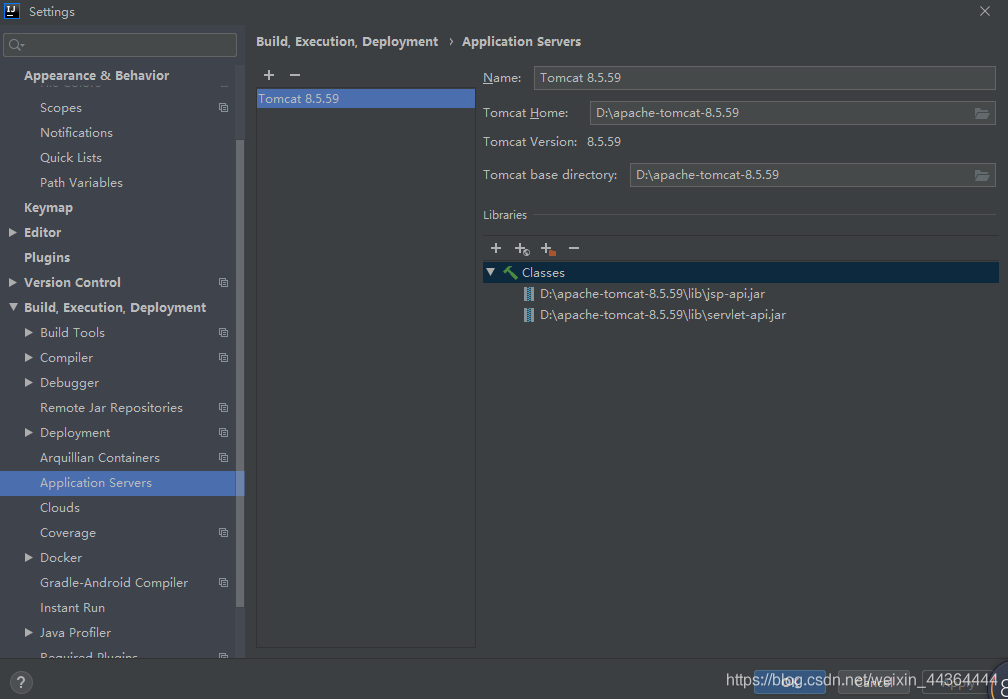 Settings
Appearance & Behavior
Scopes
Notifications
Quick Lists
Path Variables
Keymap
Editor
Plugins
Version Control
Build, Execution, Deployment
Build Tools
Compiler
Debugger
Remote Jar Repositories
Deployment
Arquillian Containers
Application Servers
Clouds
Coverage
Docker
Gradle-Android Compiler
Instant Run
Java Profiler
Required Plugins
Build, Execution, Deployment › Application Servers
Tomcat 8.5.59
Name: Tomcat 8.5.59
Tomcat Home: D:\apache-tomcat-8.5.59
Tomcat Version: 8.5.59
Tomcat base directory: D:\apache-tomcat-8.5.59
Libraries
Classes
D:\apache-tomcat-8.5.59\lib\jsp-api.jar
D:\apache-tomcat-8.5.59\lib\servlet-api.jar
?
OK Cancel
https://blog.csdn.net/weixin_44364444